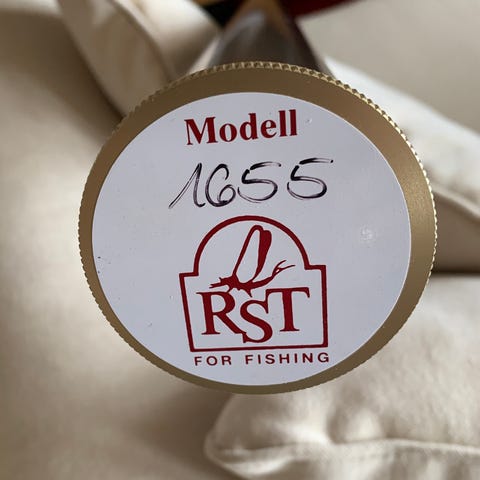 Modell
1655
RST
FOR FISHING